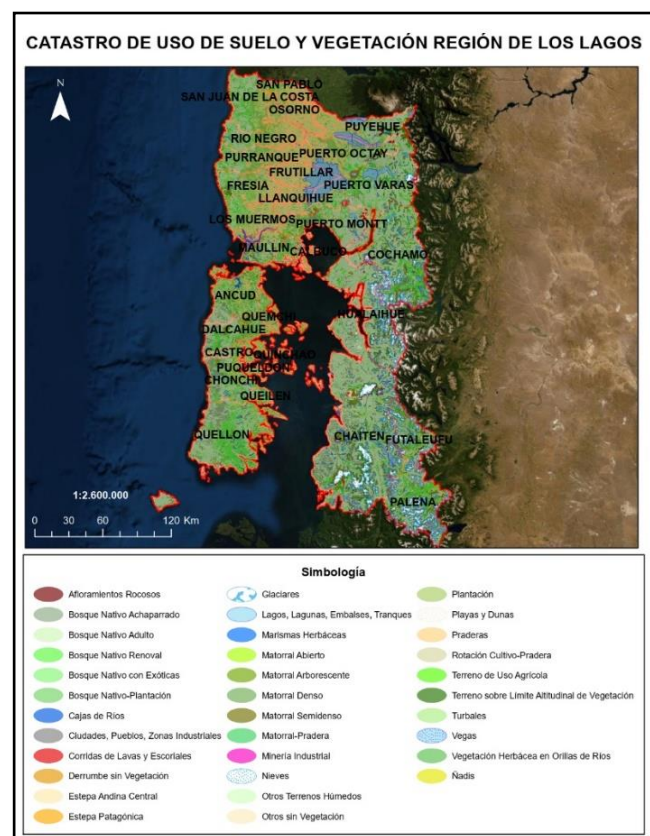 CATASTRO DE USO DE SUELO Y VEGETACIÓN REGIÓN DE LOS LAGOS
N
SAN PABLO
SAN JUAN DE LA COSTA
OSORNO
PUYEHUE
RIO NEGRO
PUERTO OCTAY
PURRANQUE
FRUTILLAR
FRESIA
PUERTO VARAS
LLANQUIHUE
LOS MUERMOS
PUERTO MONTT
MAULLIN
CALBUCO
COCHAMO
ANCUD
QUEMCHI
HUALAIHUE
DALCAHUE
CASTRO
QUINCHAO
PUQUELDON
CHONCHI
QUEILEN
QUELLON
CHAITEN
FUTALEUFU
PALENA
1:2.600.000
0 30 60 120 Km
Simbología
Afloramientos Rocosos
Bosque Nativo Achaparrado
Bosque Nativo Adulto
Bosque Nativo Renoval
Bosque Nativo con Exóticas
Bosque Nativo-Plantación
Cajas de Ríos
Ciudades, Pueblos, Zonas Industriales
Corridas de Lavas y Escoriales
Derrumbe sin Vegetación
Estepa Andina Central
Estepa Patagónica
Glaciares
Lagos, Lagunas, Embalses, Tranques
Marismas Herbáceas
Matorral Abierto
Matorral Arborescente
Matorral Denso
Matorral Semidenso
Matorral-Pradera
Minería Industrial
Nieves
Otros Terrenos Húmedos
Otros sin Vegetación
Plantación
Playas y Dunas
Praderas
Rotación Cultivo-Pradera
Terreno de Uso Agrícola
Terreno sobre Límite Altitudinal de Vegetación
Turbales
Vegas
Vegetación Herbácea en Orillas de Ríos
Ñadis